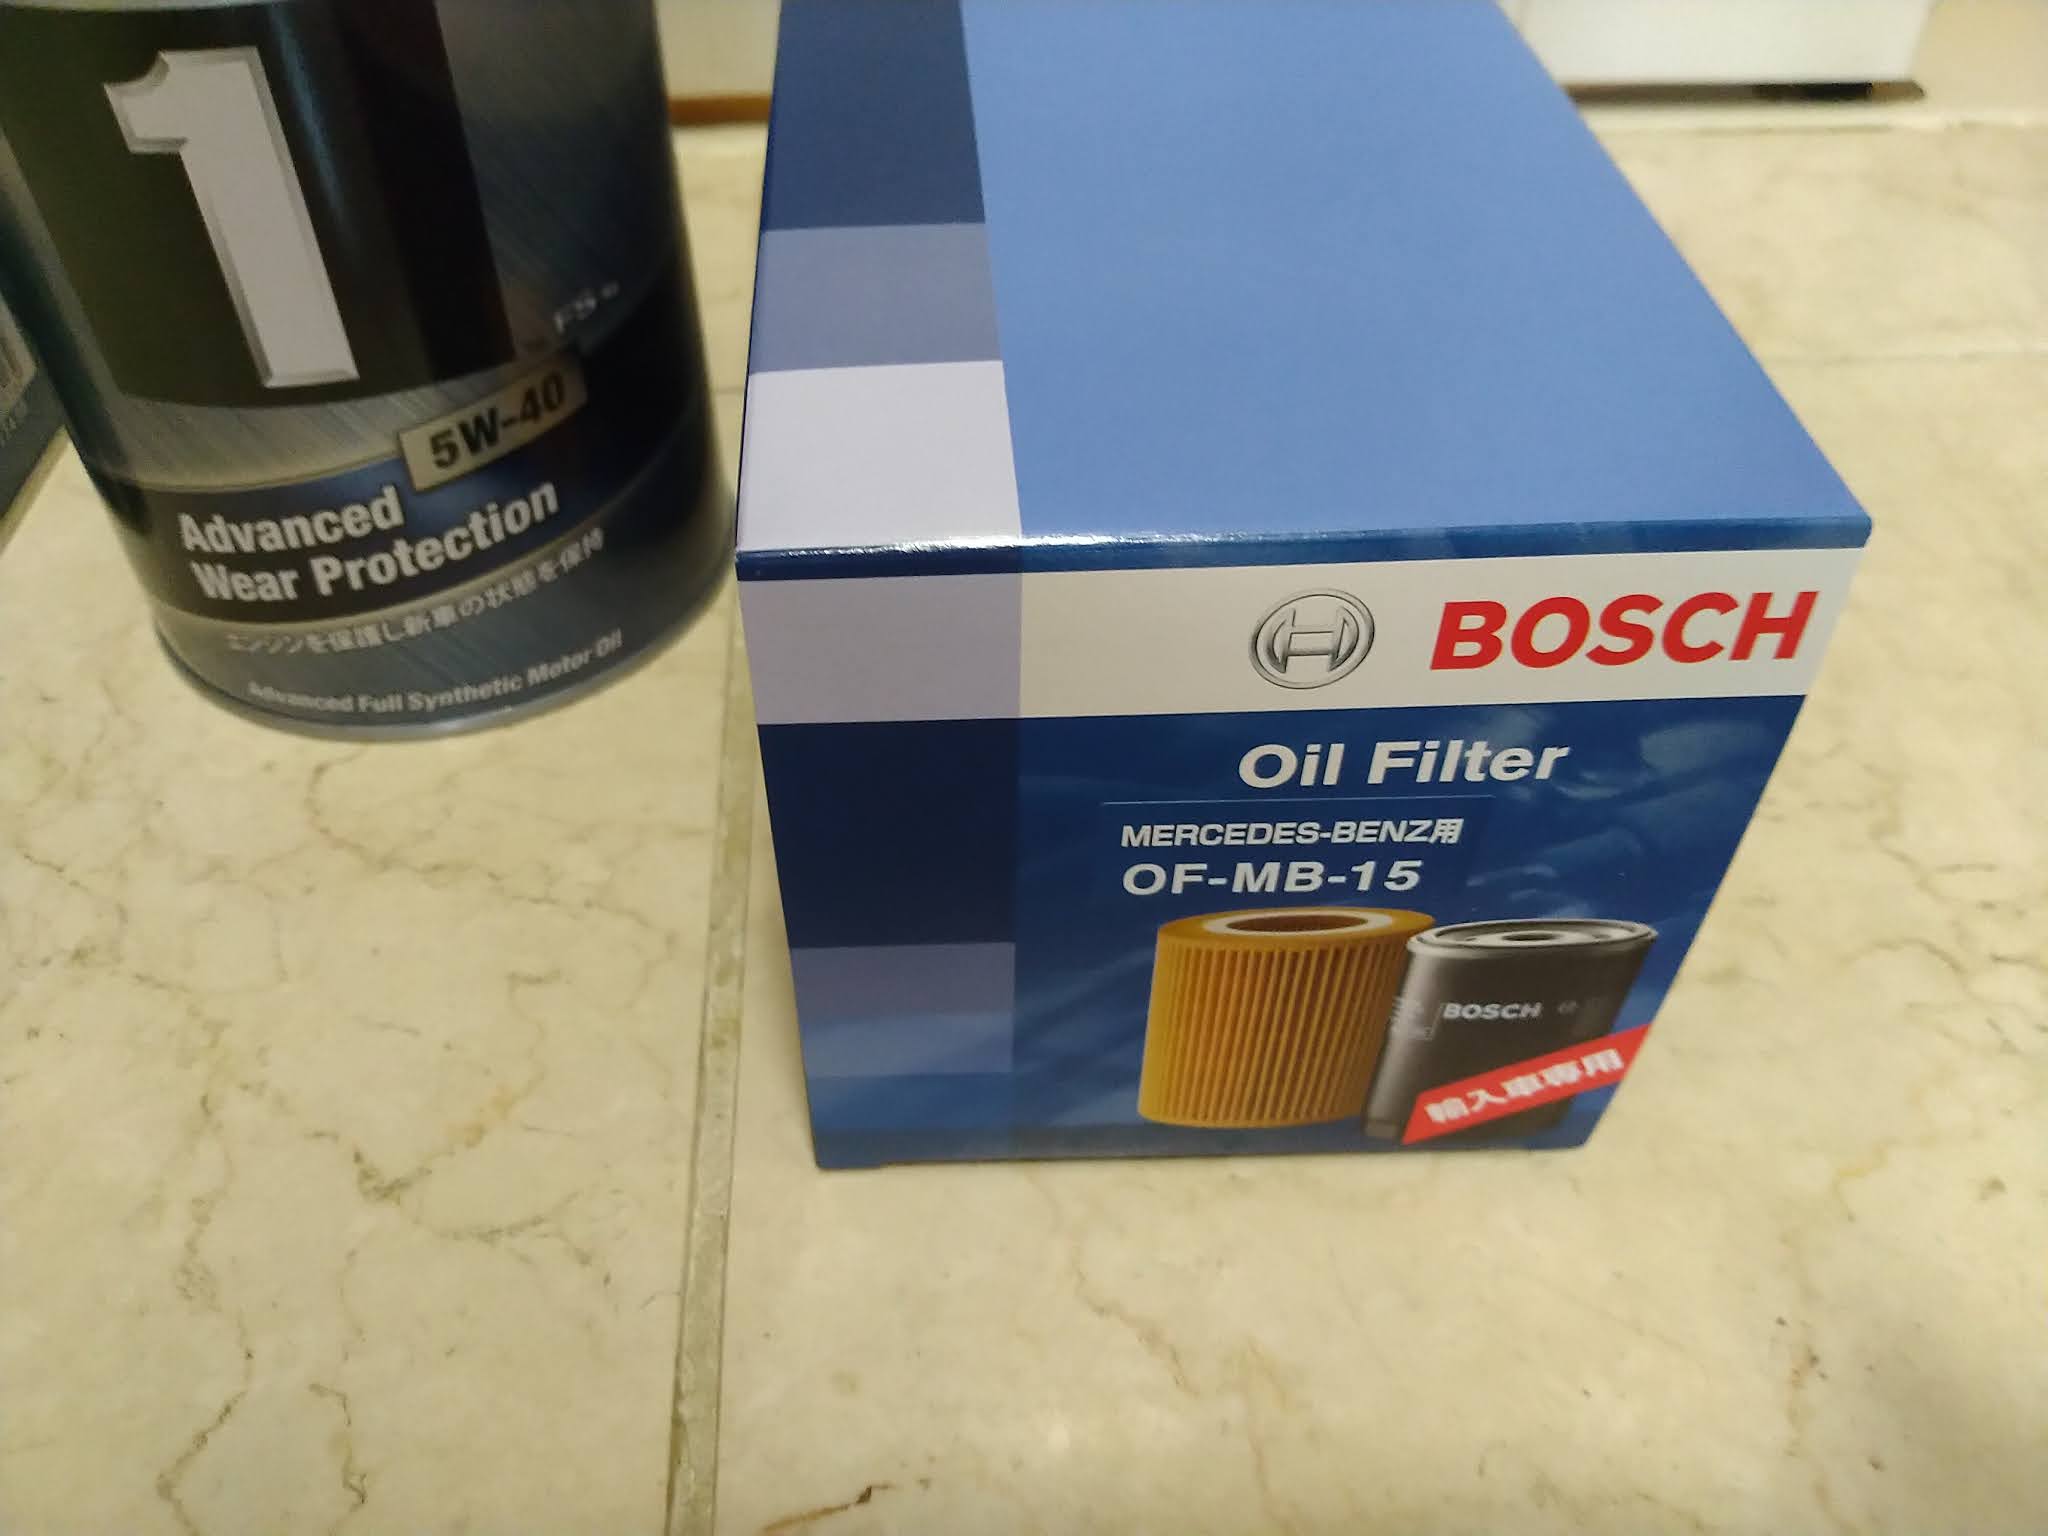 1
FS
5W-40
Advanced
Wear Protection
エンジンを保護し新車の状態を保持
Advanced Full Synthetic Motor Oil
BOSCH
Oil Filter
MERCEDES-BENZ用
OF-MB-15
BOSCH
輸入車専用